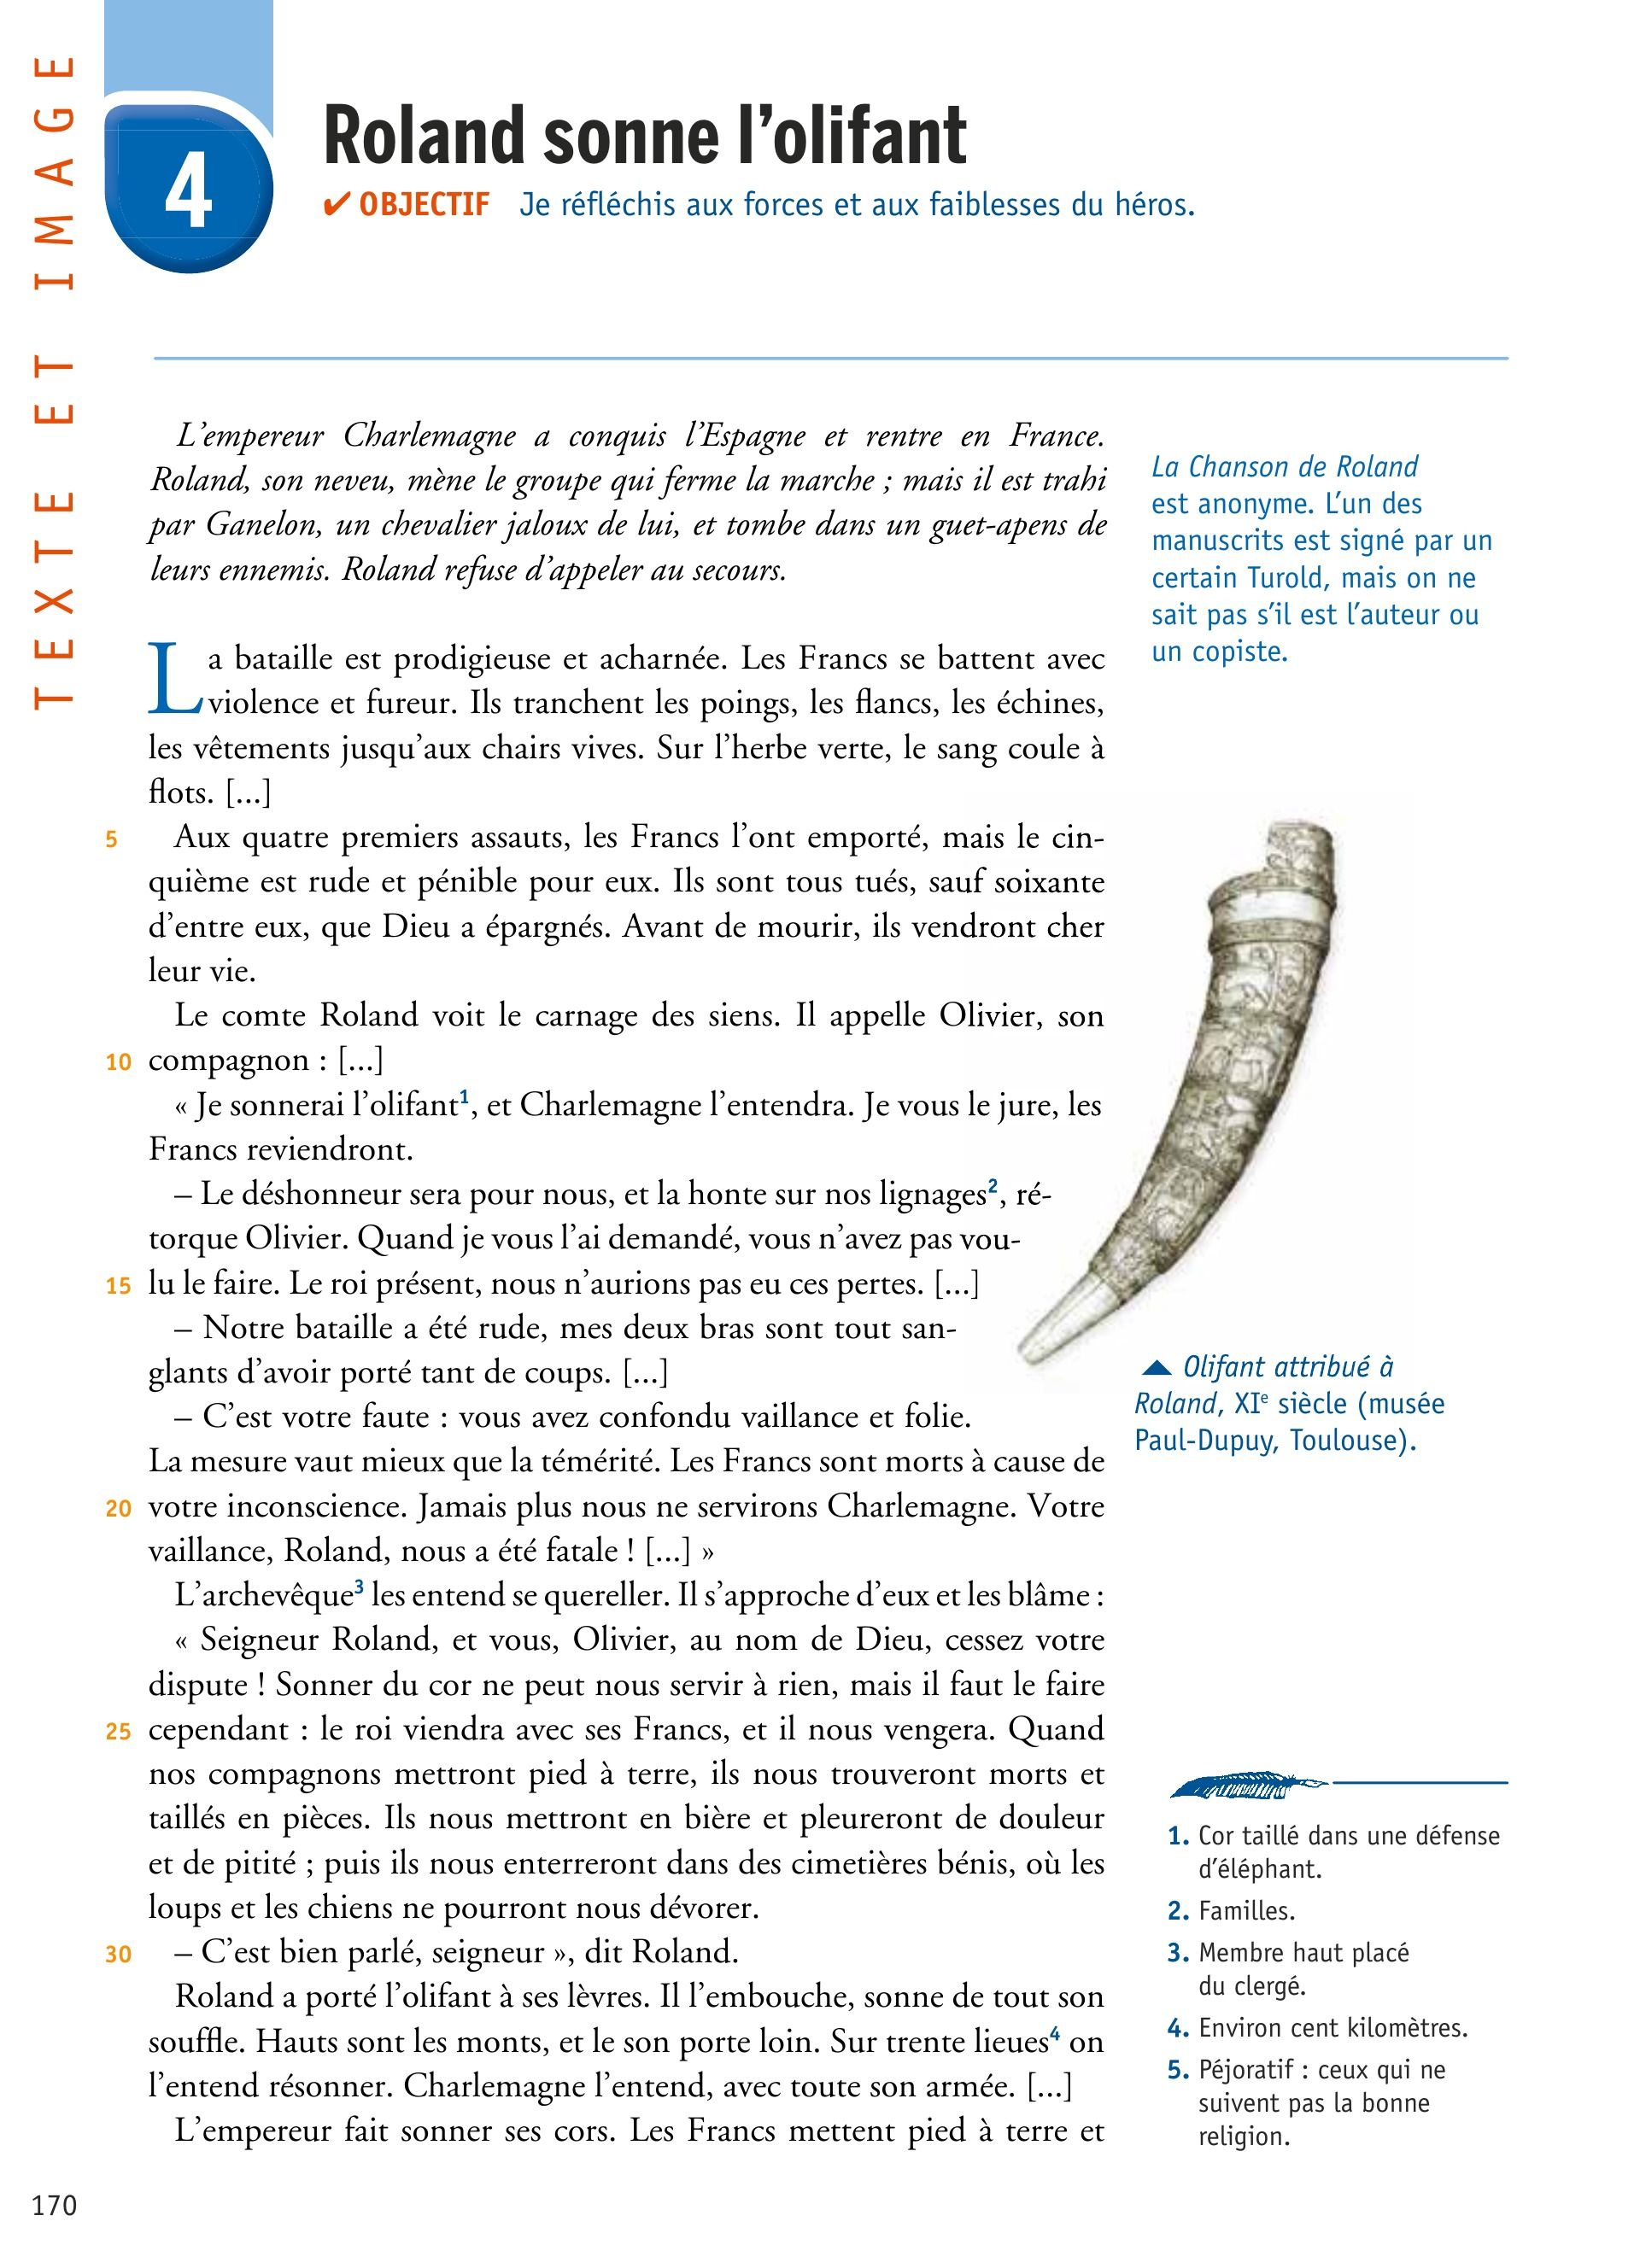 TEXTE ET IMAGE
4
Roland sonne l’olifant
✔ OBJECTIF Je réfléchis aux forces et aux faiblesses du héros.
L’empereur Charlemagne a conquis l’Espagne et rentre en France.
Roland, son neveu, mène le groupe qui ferme la marche ; mais il est trahi
par Ganelon, un chevalier jaloux de lui, et tombe dans un guet-apens de
leurs ennemis. Roland refuse d’appeler au secours.
La bataille est prodigieuse et acharnée. Les Francs se battent avec
violence et fureur. Ils tranchent les poings, les flancs, les échines,
les vêtements jusqu’aux chairs vives. Sur l’herbe verte, le sang coule à
flots. [...]
5 Aux quatre premiers assauts, les Francs l’ont emporté, mais le cin-
quième est rude et pénible pour eux. Ils sont tous tués, sauf soixante
d’entre eux, que Dieu a épargnés. Avant de mourir, ils vendront cher
leur vie.
Le comte Roland voit le carnage des siens. Il appelle Olivier, son
10 compagnon : [...]
« Je sonnerai l’olifant1, et Charlemagne l’entendra. Je vous le jure, les
Francs reviendront.
– Le déshonneur sera pour nous, et la honte sur nos lignages2, ré-
torque Olivier. Quand je vous l’ai demandé, vous n’avez pas vou-
15 lu le faire. Le roi présent, nous n’aurions pas eu ces pertes. [...]
– Notre bataille a été rude, mes deux bras sont tout san-
glants d’avoir porté tant de coups. [...]
– C’est votre faute : vous avez confondu vaillance et folie.
La mesure vaut mieux que la témérité. Les Francs sont morts à cause de
20 votre inconscience. Jamais plus nous ne servirons Charlemagne. Votre
vaillance, Roland, nous a été fatale ! [...] »
L’archevêque3 les entend se quereller. Il s’approche d’eux et les blâme :
« Seigneur Roland, et vous, Olivier, au nom de Dieu, cessez votre
dispute ! Sonner du cor ne peut nous servir à rien, mais il faut le faire
25 cependant : le roi viendra avec ses Francs, et il nous vengera. Quand
nos compagnons mettront pied à terre, ils nous trouveront morts et
taillés en pièces. Ils nous mettront en bière et pleureront de douleur
et de pitité ; puis ils nous enterreront dans des cimetières bénis, où les
loups et les chiens ne pourront nous dévorer.
30 – C’est bien parlé, seigneur », dit Roland.
Roland a porté l’olifant à ses lèvres. Il l’embouche, sonne de tout son
souffle. Hauts sont les monts, et le son porte loin. Sur trente lieues4 on
l’entend résonner. Charlemagne l’entend, avec toute son armée. [...]
L’empereur fait sonner ses cors. Les Francs mettent pied à terre et
La Chanson de Roland
est anonyme. L’un des
manuscrits est signé par un
certain Turold, mais on ne
sait pas s’il est l’auteur ou
un copiste.
▲ Olifant attribué à
Roland, XIe siècle (musée
Paul-Dupuy, Toulouse).
1. Cor taillé dans une défense
d’éléphant.
2. Familles.
3. Membre haut placé
du clergé.
4. Environ cent kilomètres.
5. Péjoratif : ceux qui ne
suivent pas la bonne
religion.
170